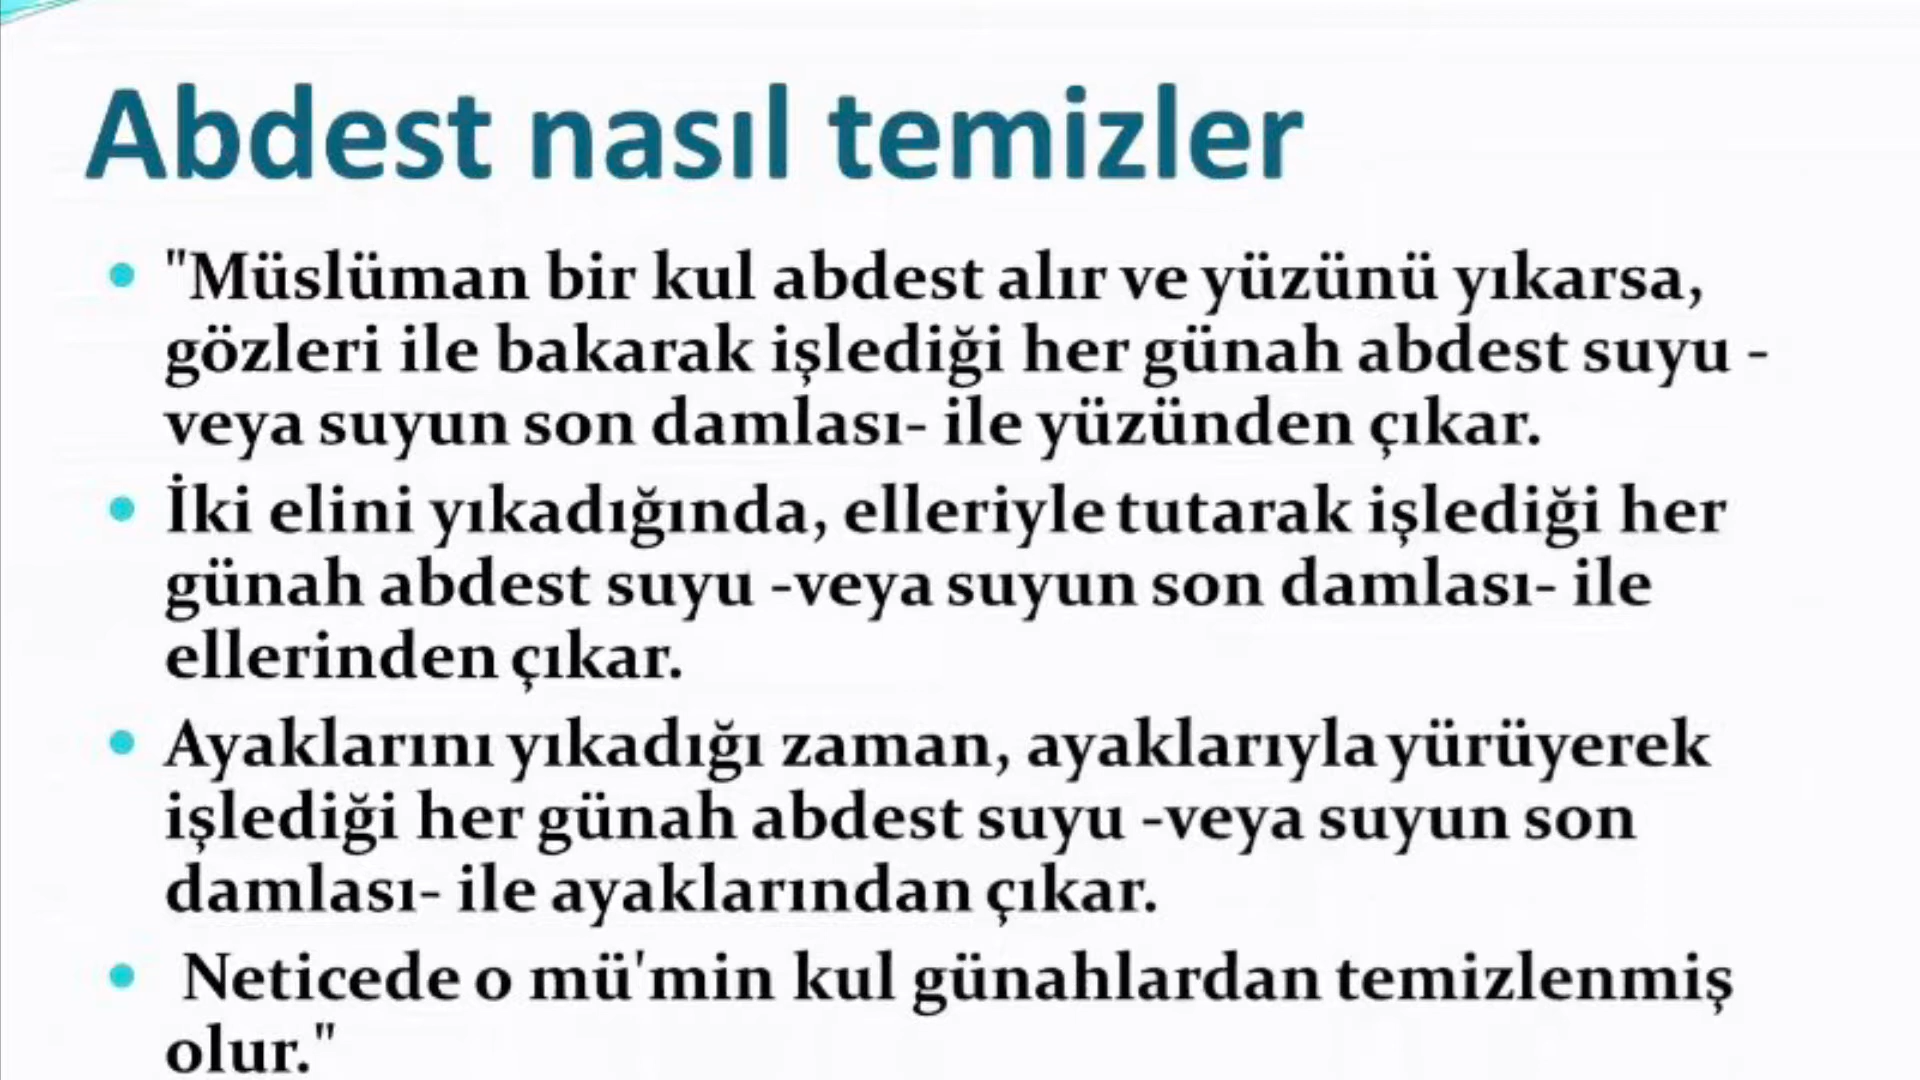 Abdest nasıl temizler
• "Müslüman bir kul abdest alır ve yüzünü yıkarsa,
gözleri ile bakarak işlediği her günah abdest suyu -
veya suyun son damlası- ile yüzünden çıkar.
• İki elini yıkadığında, elleriyle tutarak işlediği her
günah abdest suyu -veya suyun son damlası- ile
ellerinden çıkar.
• Ayaklarını yıkadığı zaman, ayaklarıyla yürüyerek
işlediği her günah abdest suyu -veya suyun son
damlası- ile ayaklarından çıkar.
• Neticede o mü'min kul günahlardan temizlenmiş
olur."